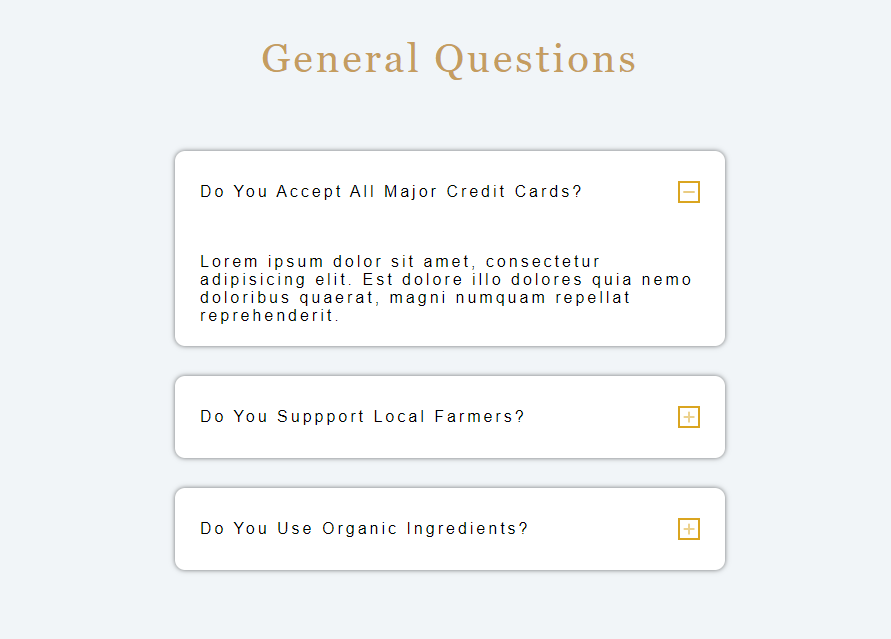 General Questions
Do You Accept All Major Credit Cards?
Lorem ipsum dolor sit amet, consectetur
adipisicing elit. Est dolore illo dolores quia nemo
doloribus quaerat, magni numquam repellat
reprehenderit.
Do You Suppport Local Farmers?
Do You Use Organic Ingredients?